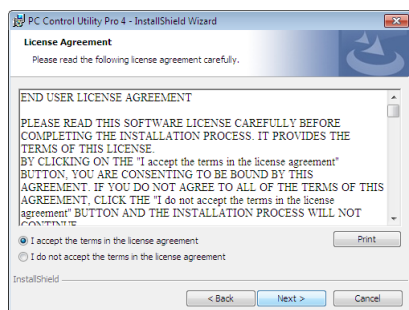 PC Control Utility Pro 4 - InstallShield Wizard
License Agreement
Please read the following license agreement carefully.
END USER LICENSE AGREEMENT
PLEASE READ THIS SOFTWARE LICENSE CAREFULLY BEFORE
COMPLETING THE INSTALLATION PROCESS. IT PROVIDES THE
TERMS OF THIS LICENSE.
BY CLICKING ON THE "I accept the terms in the license agreement"
BUTTON, YOU ARE CONSENTING TO BE BOUND BY THIS
AGREEMENT. IF YOU DO NOT AGREE TO ALL OF THE TERMS OF THIS
AGREEMENT, CLICK THE "I do not accept the terms in the license
agreement" BUTTON AND THE INSTALLATION PROCESS WILL NOT
CONTINUE
I accept the terms in the license agreement
Print
I do not accept the terms in the license agreement
InstallShield
< Back
Next >
Cancel